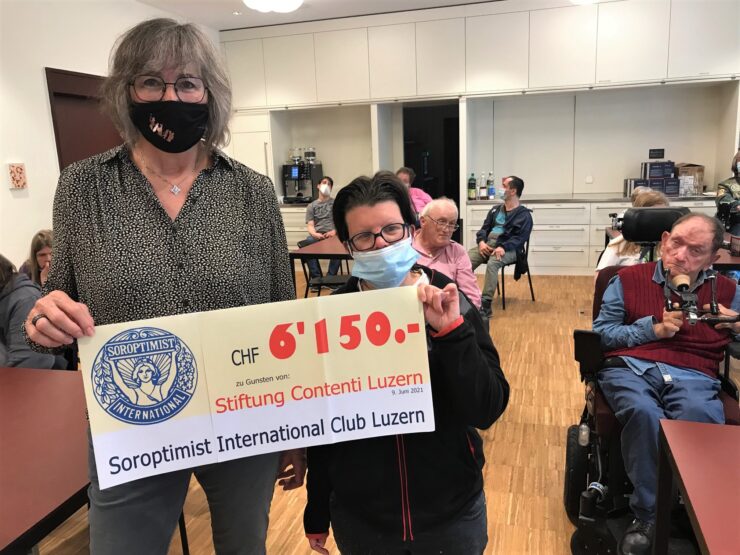 SOROPTIMIST
INTERNATIONAL
CHF 6'150.-
zu Gunsten von:
Stiftung Contenti Luzern
9. Juni 2021
Soroptimist International Club Luzern